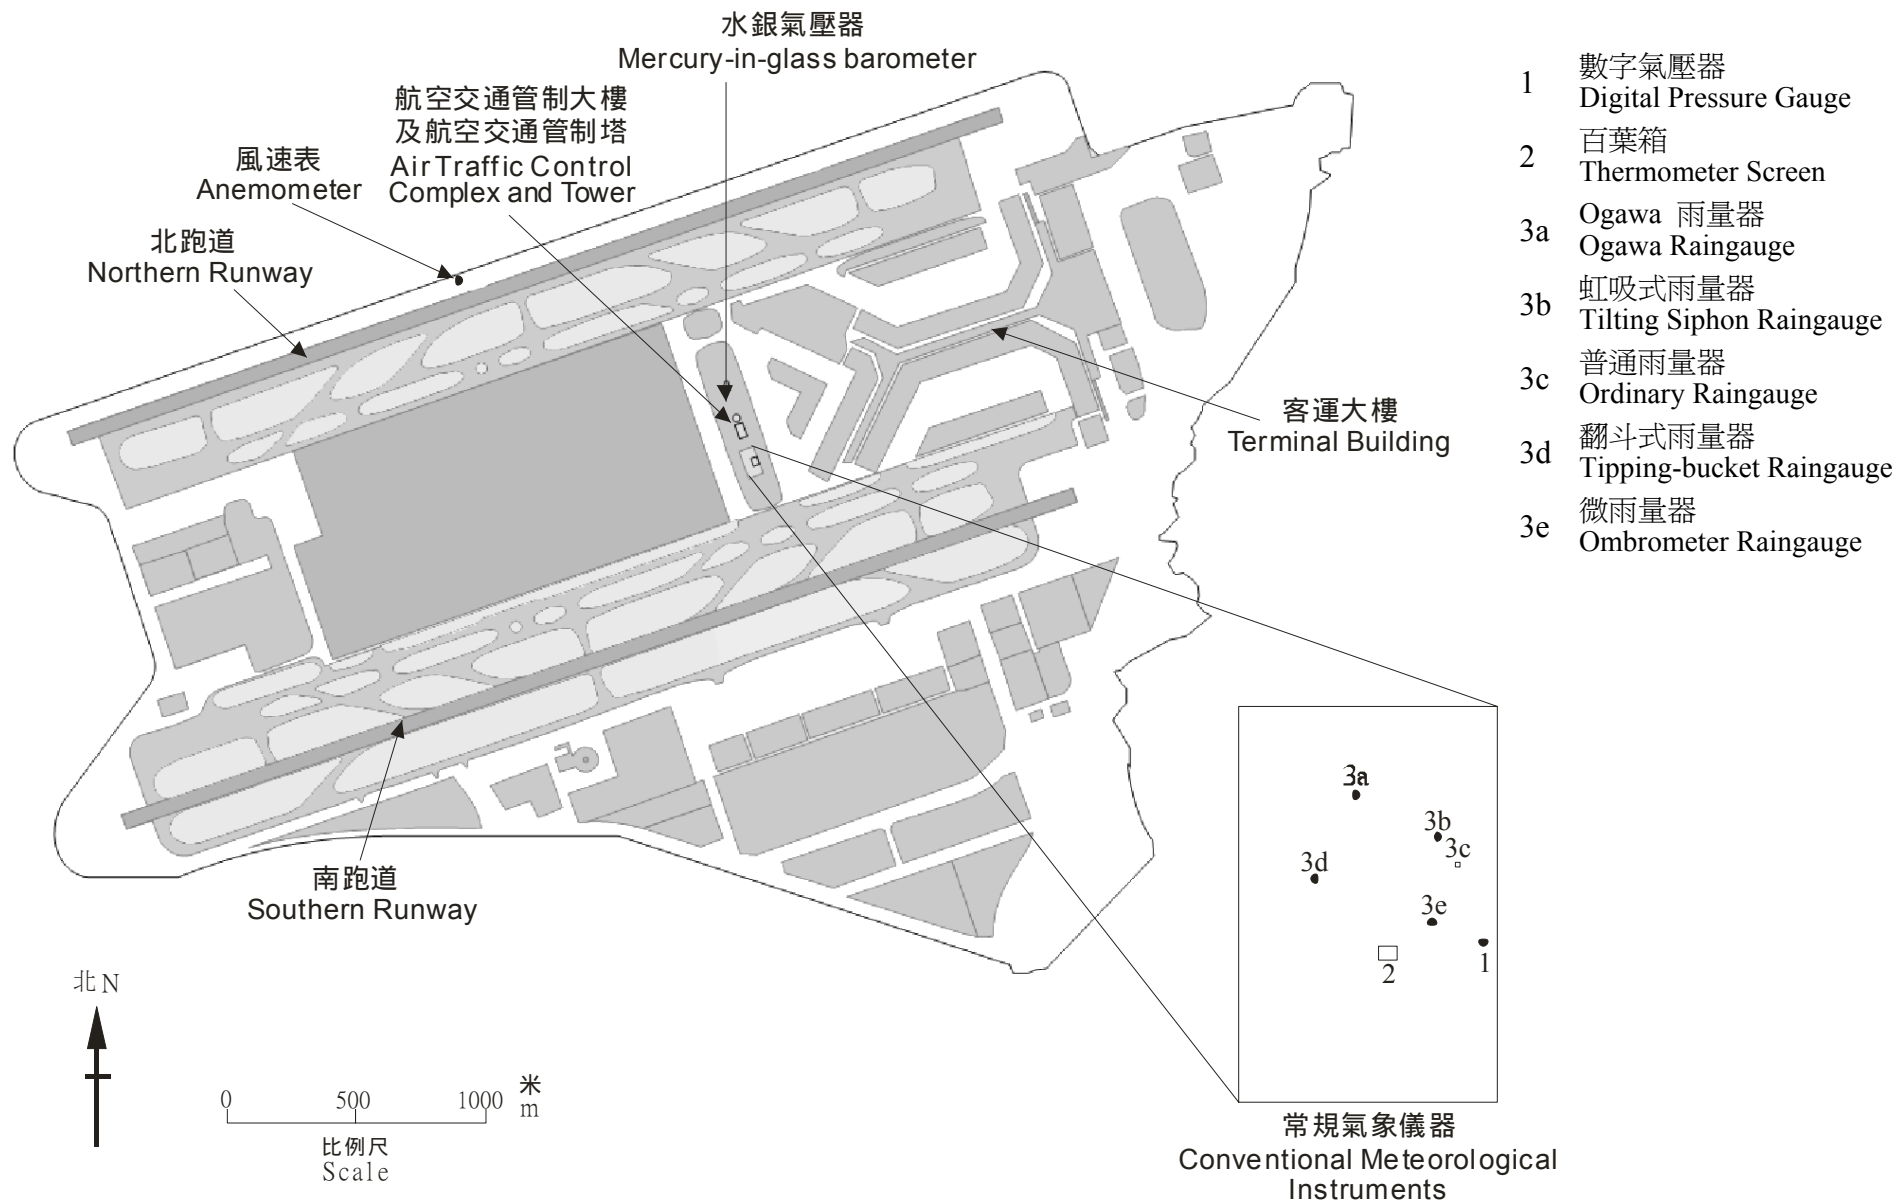 水銀氣壓器
Mercury-in-glass barometer
航空交通管制大樓
及航空交通管制塔
Air Traffic Control
Complex and Tower
風速表
Anemometer
北跑道
Northern Runway
客運大樓
Terminal Building
南跑道
Southern Runway
1 數字氣壓器
Digital Pressure Gauge
2 百葉箱
Thermometer Screen
3a Ogawa 雨量器
Ogawa Raingauge
3b 虹吸式雨量器
Tilting Siphon Raingauge
3c 普通雨量器
Ordinary Raingauge
3d 翻斗式雨量器
Tipping-bucket Raingauge
3e 微雨量器
Ombrometer Raingauge
3a
3b
3c
3d
3e
1
2
常規氣象儀器
Conventional Meteorological
Instruments
北 N
0 500 1000 米
m
比例尺
Scale